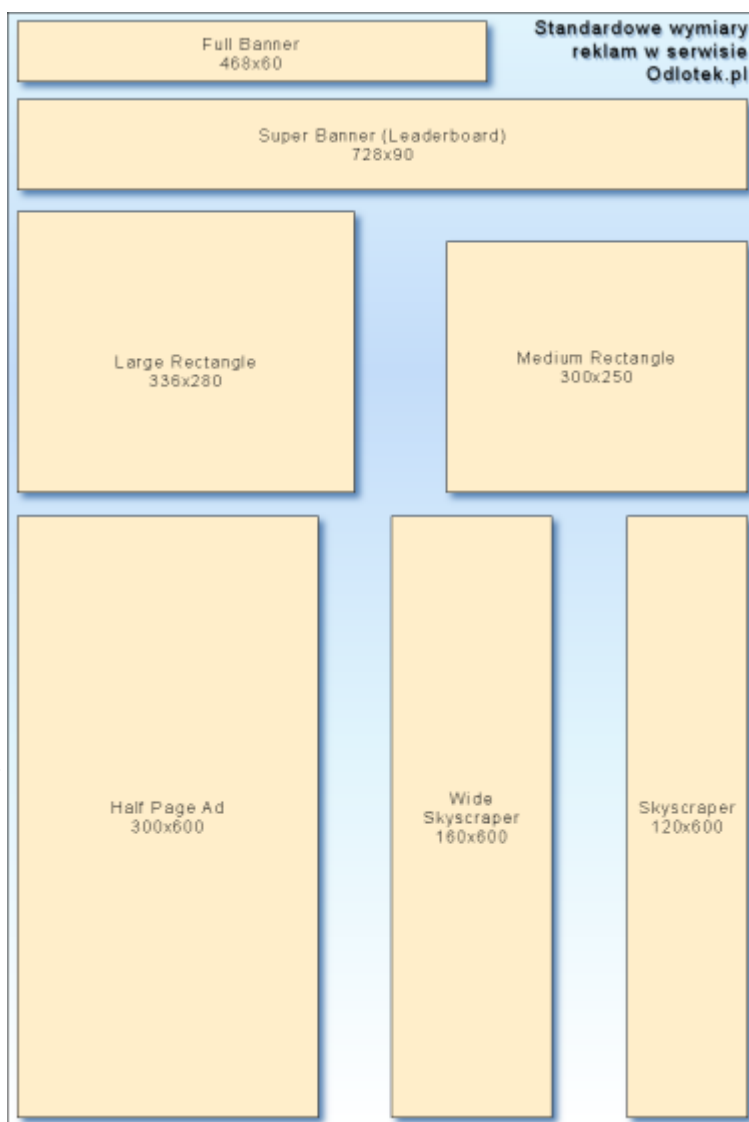 Full Banner
468x60
Standardowe wymiary
reklam w serwisie
Odlotek.pl
Super Banner (Leaderboard)
728x90
Large Rectangle
336x280
Medium Rectangle
300x250
Half Page Ad
300x600
Wide
Skyscraper
160x600
Skyscraper
120x600